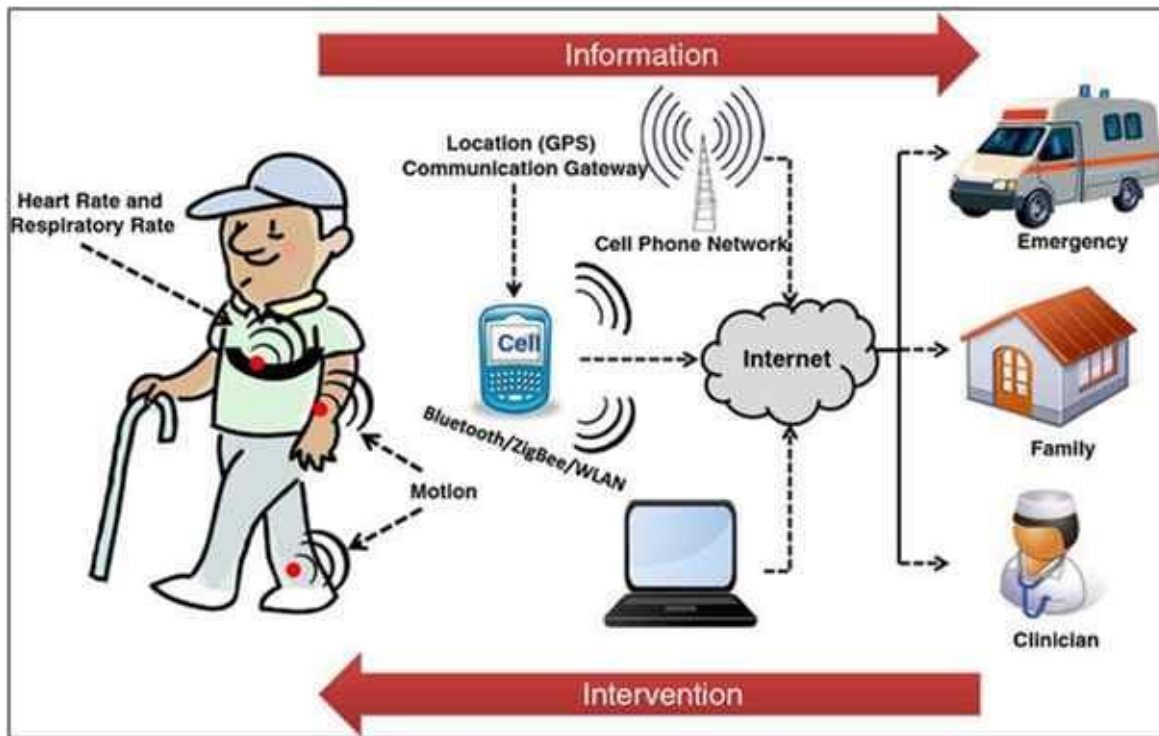 Information
Location (GPS)
Communication Gateway
Heart Rate and
Respiratory Rate
Cell Phone Network
Emergency
Cell
Internet
Bluetooth/ZigBee/WLAN
Family
Motion
Clinician
Intervention